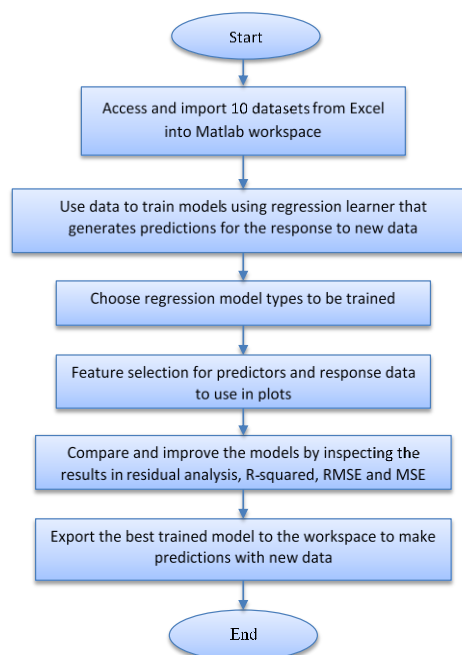 Start
Access and import 10 datasets from Excel
into Matlab workspace
Use data to train models using regression learner that
generates predictions for the response to new data
Choose regression model types to be trained
Feature selection for predictors and response data
to use in plots
Compare and improve the models by inspecting the
results in residual analysis, R-squared, RMSE and MSE
Export the best trained model to the workspace to make
predictions with new data
End